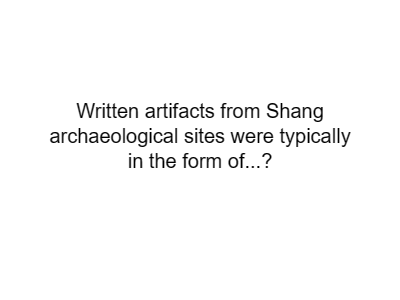 Written artifacts from Shang
archaeological sites were typically
in the form of...?